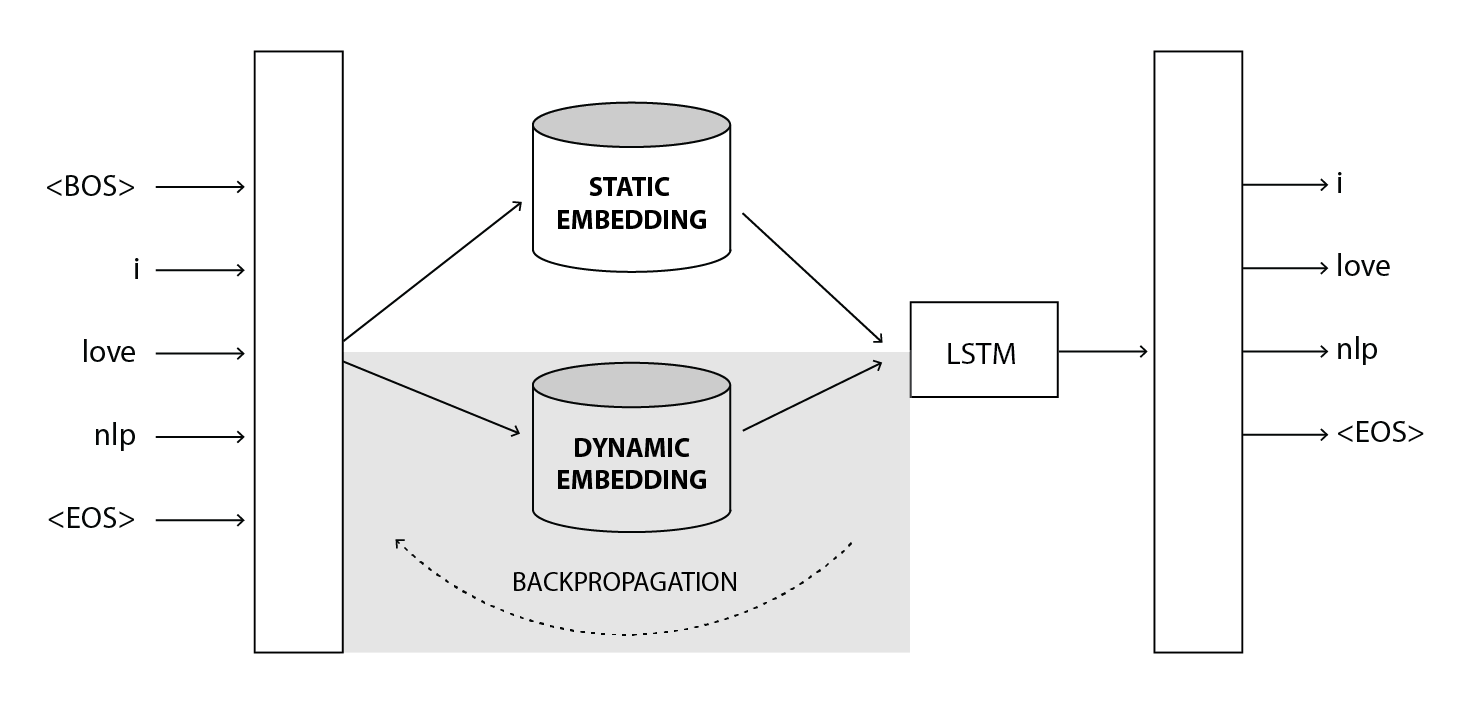 <BOS>
i
love
nlp
<EOS>
STATIC
EMBEDDING
DYNAMIC
EMBEDDING
BACKPROPAGATION
LSTM
i
love
nlp
<EOS>